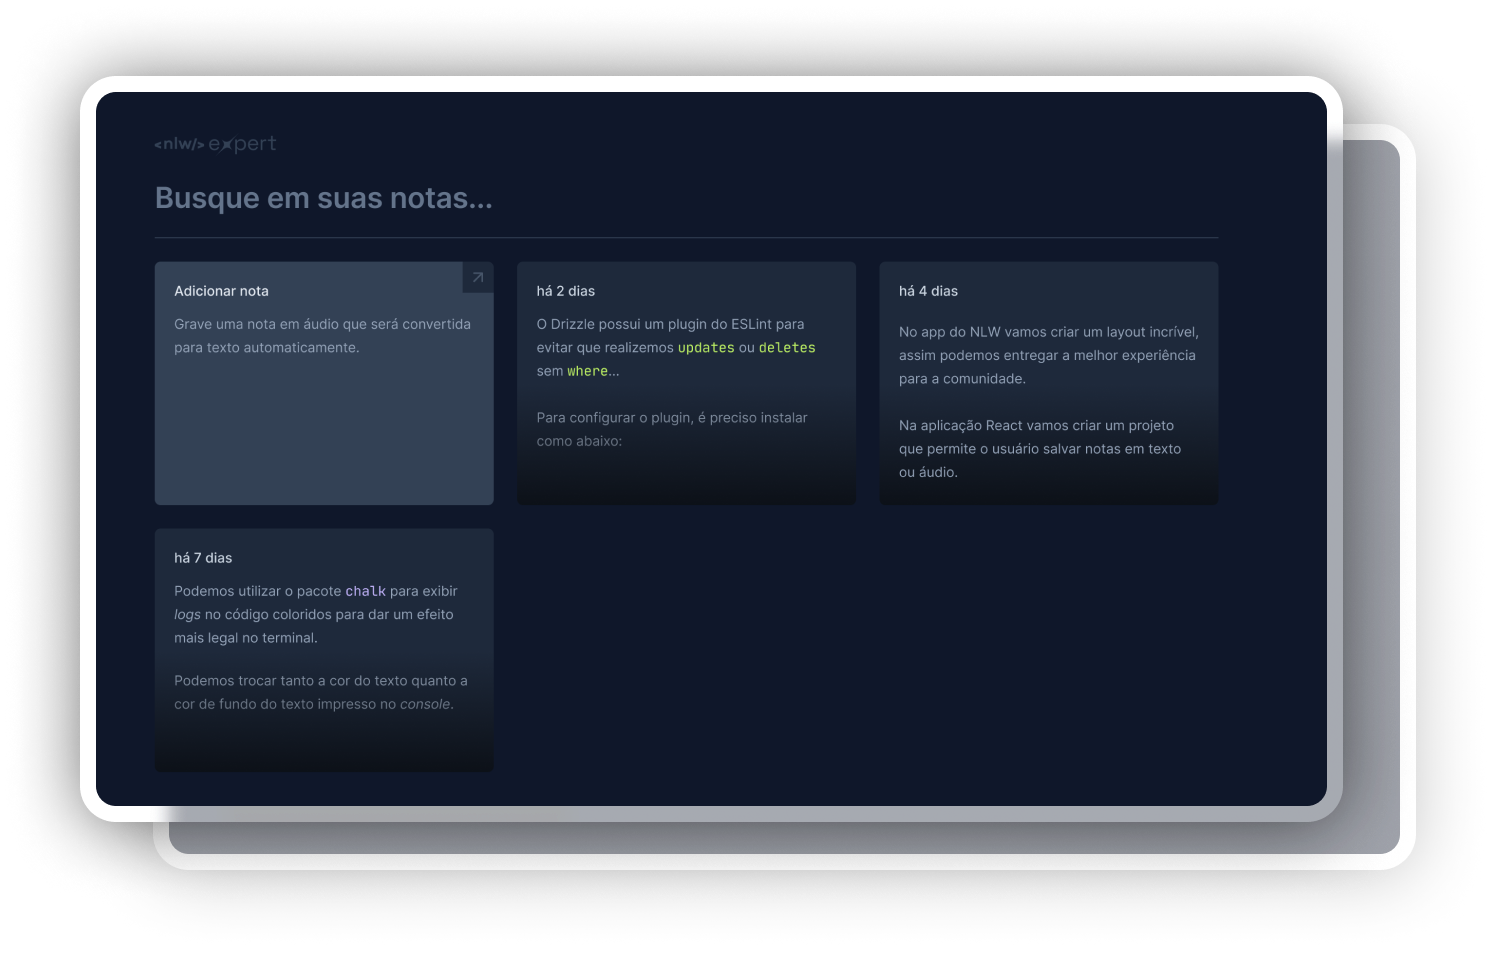 <nlw/> expert
Busque em suas notas...
Adicionar nota
Grave uma nota em áudio que será convertida
para texto automaticamente.
há 2 dias
O Drizzle possui um plugin do ESLint para
evitar que realizemos updates ou deletes
sem where...
Para configurar o plugin, é preciso instalar
como abaixo:
há 4 dias
No app do NLW vamos criar um layout incrível,
assim podemos entregar a melhor experiência
para a comunidade.
Na aplicação React vamos criar um projeto
que permite o usuário salvar notas em texto
ou áudio.
há 7 dias
Podemos utilizar o pacote chalk para exibir
logs no código coloridos para dar um efeito
mais legal no terminal.
Podemos trocar tanto a cor do texto quanto a
cor de fundo do texto impresso no console.